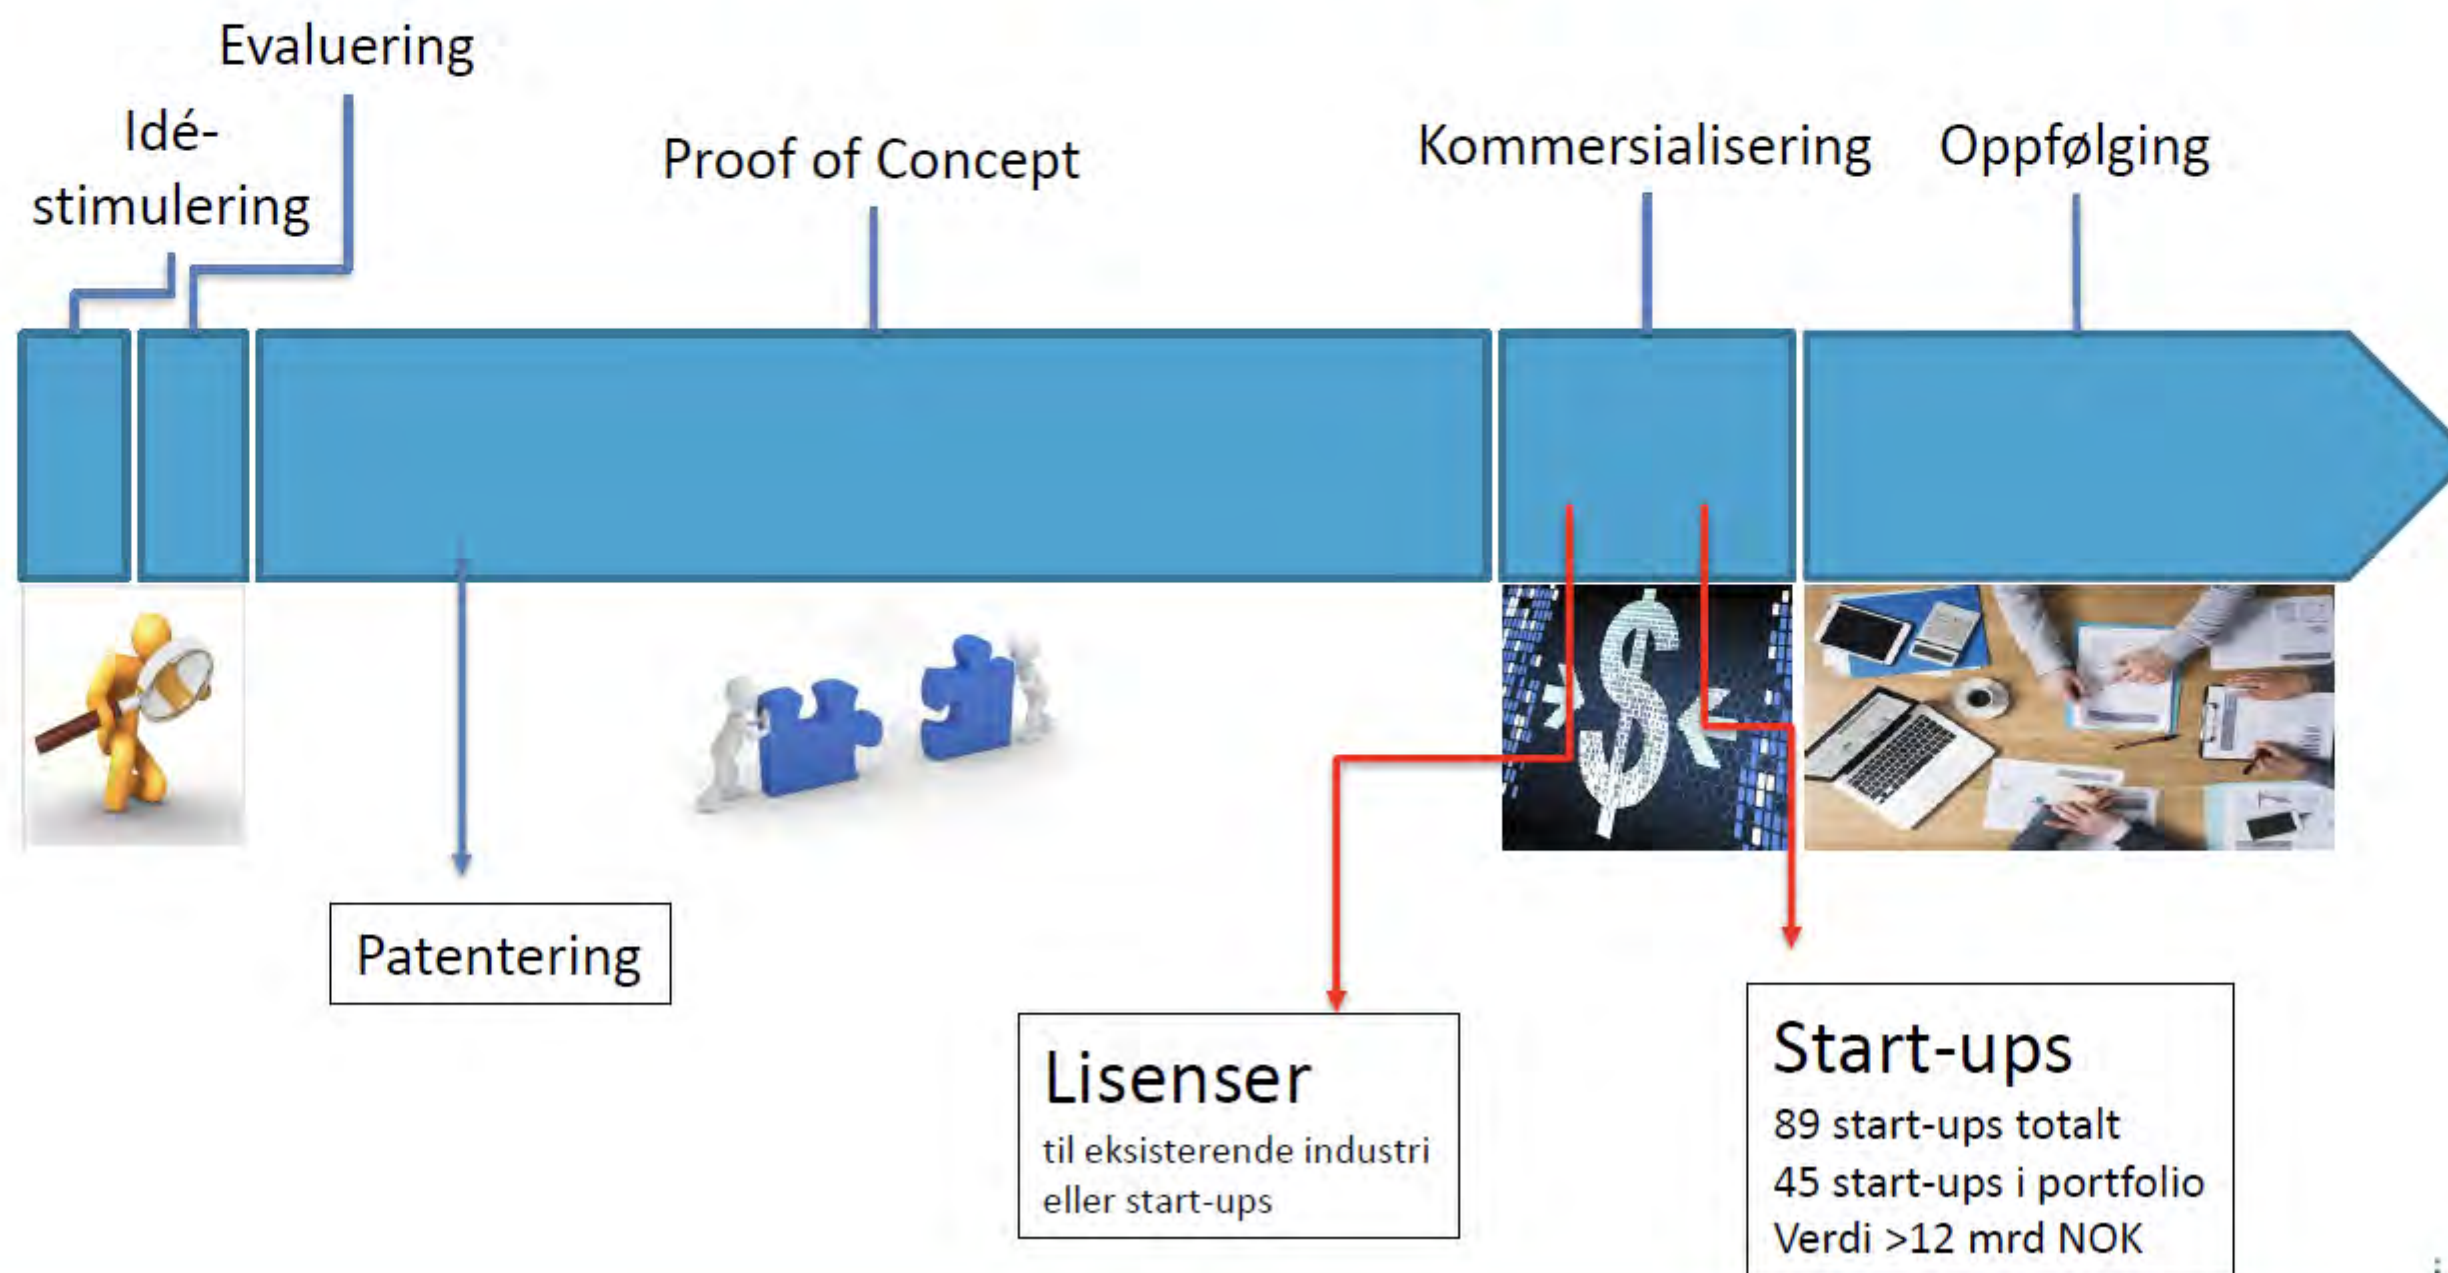 Evaluering
Idé-
stimulering
Proof of Concept
Kommersialisering
Oppfølging
Patentering
Lisenser
til eksisterende industri
eller start-ups
Start-ups
89 start-ups totalt
45 start-ups i portfolio
Verdi >12 mrd NOK